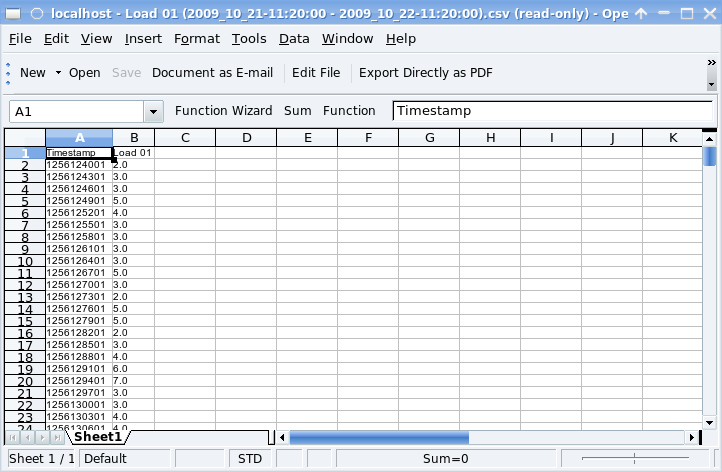 localhost - Load 01 (2009_10_21-11:20:00 - 2009_10_22-11:20:00).csv (read-only) - Ope
File Edit View Insert Format Tools Data Window Help
New Open Save Document as E-mail Edit File Export Directly as PDF
A1 Function Wizard Sum Function Timestamp
A B C D E F G H I J K
1 Timestamp Load 01
2 1256124001 2.0
3 1256124301 3.0
4 1256124601 3.0
5 1256124901 5.0
6 1256125201 4.0
7 1256125501 3.0
8 1256125801 3.0
9 1256126101 3.0
10 1256126401 3.0
11 1256126701 5.0
12 1256127001 3.0
13 1256127301 2.0
14 1256127601 5.0
15 1256127901 5.0
16 1256128201 2.0
17 1256128501 3.0
18 1256128801 4.0
19 1256129101 6.0
20 1256129401 7.0
21 1256129701 3.0
22 1256130001 3.0
23 1256130301 4.0
24 1256130601 4.0
Sheet1
Sheet 1 / 1 Default STD Sum=0